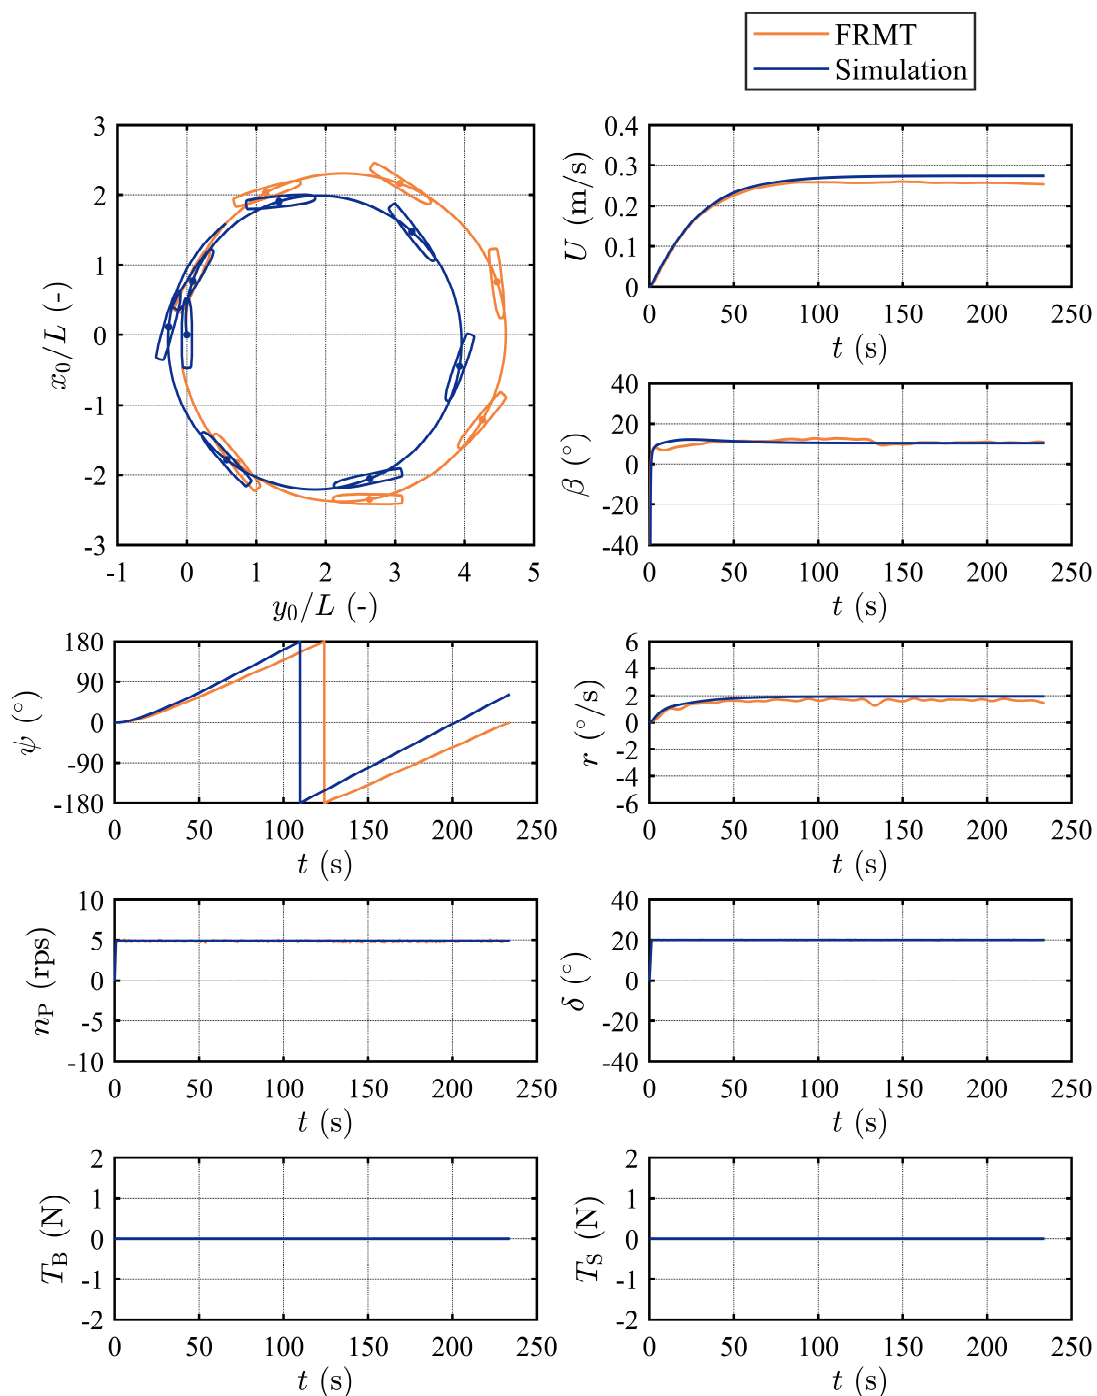 FRMT
Simulation
3
2
1
0
-1
-2
-3
-1 0 1 2 3 4 5
x₀/L (-)
y₀/L (-)
0.4
0.3
0.2
0.1
0
0 50 100 150 200 250
U (m/s)
t (s)
40
20
0
-20
-40
0 50 100 150 200 250
β (°)
t (s)
180
90
0
-90
-180
0 50 100 150 200 250
ψ (°)
t (s)
6
4
2
0
-2
-4
-6
0 50 100 150 200 250
r (°/s)
t (s)
10
5
0
-5
-10
0 50 100 150 200 250
n_P (rps)
t (s)
40
20
0
-20
-40
0 50 100 150 200 250
δ (°)
t (s)
2
1
0
-1
-2
0 50 100 150 200 250
T_B (N)
t (s)
2
1
0
-1
-2
0 50 100 150 200 250
T_S (N)
t (s)